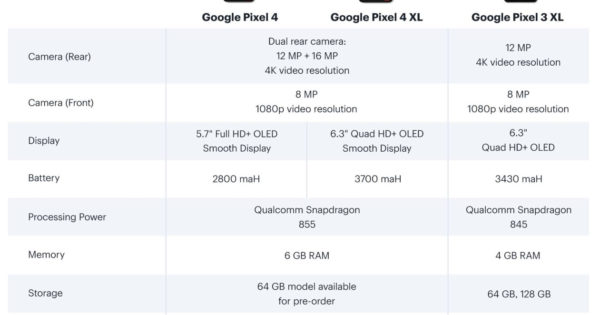 Google Pixel 4
Google Pixel 4 XL
Google Pixel 3 XL
Camera (Rear)
Dual rear camera:
12 MP + 16 MP
4K video resolution
12 MP
4K video resolution
Camera (Front)
8 MP
1080p video resolution
8 MP
1080p video resolution
Display
5.7" Full HD+ OLED
Smooth Display
6.3" Quad HD+ OLED
Smooth Display
6.3"
Quad HD+ OLED
Battery
2800 maH
3700 maH
3430 maH
Processing Power
Qualcomm Snapdragon
855
Qualcomm Snapdragon
845
Memory
6 GB RAM
4 GB RAM
Storage
64 GB model available
for pre-order
64 GB, 128 GB